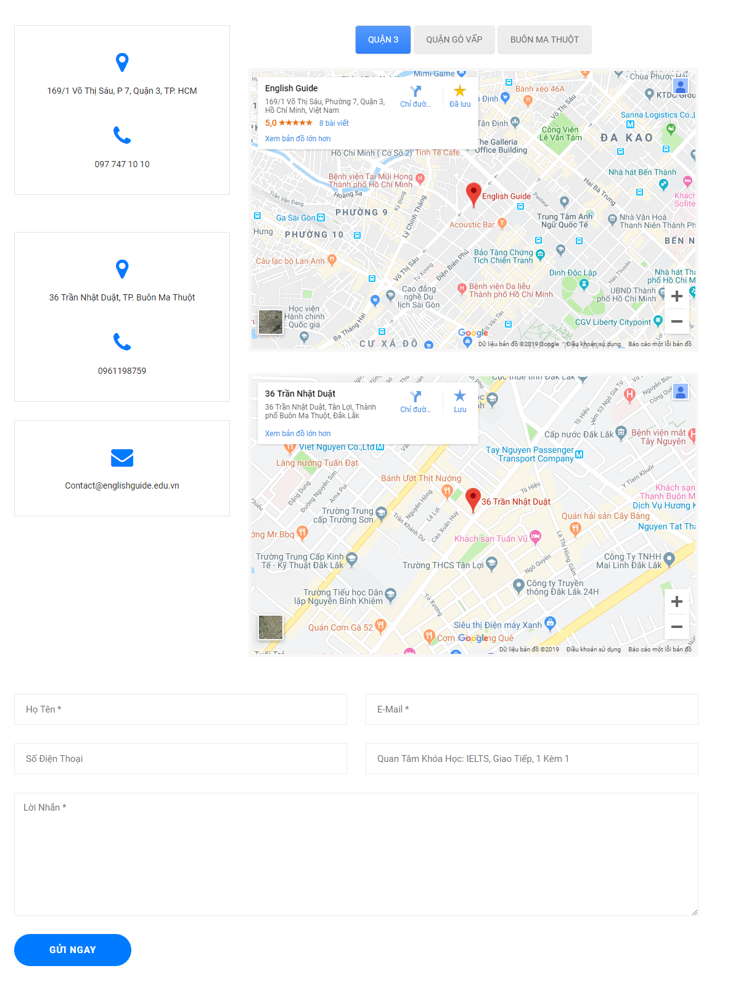 169/1 Võ Thị Sáu, P 7, Quận 3, TP. HCM
097 747 10 10
36 Trần Nhật Duật, TP. Buôn Ma Thuột
0961198759
Contact@englishguide.edu.vn
QUẬN 3
QUẬN GÒ VẤP
BUÔN MA THUỘT
English Guide
169/1 Võ Thị Sáu, Phường 7, Quận 3,
Hồ Chí Minh, Việt Nam
5,0 ★★★★★ 8 bài viết
Xem bản đồ lớn hơn
Chỉ đườ...
Đã lưu
Mimi Game
Bánh xèo 46A
- Chùa Phước Hải
KTDC Group
Sanna Logistics Co.,L
Định
Tân Định
Võ Thị Sáu
Công Viên
Lê Văn Tám
ĐA KAO
The Galleria
Office Building
Hồ Chí Minh ( Cơ Sở 2)
Tinh Tế Cafe
Nhà hát Bến Thành
Bệnh viện Tai Mũi Họng
Thành phố Hồ Chí Minh
Hoàng Sa
Hai Bà Trưng
Khách
Sofite
Trần Văn Đang
Kỳ Đồng
Lý Chính Thắng
English Guide
Pasteur
PHƯỜNG 9
Ga Sài Gòn
Trung Tâm Anh
Ngữ Quốc Tế
Nhà Văn Hoá
Thanh Niên Thành Ph
Acoustic Bar
Hưng
PHƯỜNG 10
BẾN N
Câu lạc bộ Lan Anh
Bảo Tàng Chứng
Tích Chiến Tranh
Võ Thị Sáu
Tú Xương
Điện Biên Phủ
Dinh Độc Lập
Hàn Thuyên
Nhà hát Th
phố Hồ Chí M
Cao đẳng
nghề Du
lịch Sài Gòn
Bệnh viện Da liễu
Thành phố Hồ Chí Minh
UBND Thành
phố Hồ Chí Minh
Học viện
Hành chính
Quốc gia
Bà Tháng Hai
Võ Văn Tần
CGV Liberty Citypoint
CƯ XÁ ĐÔ
Google
Dữ liệu bản đồ ©2019 Google
Điều khoản sử dụng
Báo cáo một lỗi bản đồ
36 Trần Nhật Duật
36 Trần Nhật Duật, Tân Lợi, Thành
phố Buôn Ma Thuột, Đắk Lắk
Xem bản đồ lớn hơn
Chỉ đườ...
Lưu
Cục thuế tỉnh Đắk Lắk
Tô Hiệu
Hẻm 53 Ngô Gia Tự
Cấp nước Đắk Lắk
Bệnh viện mắt
Tây Nguyên
Viet Nguyen Co.,Ltd
Tay Nguyen Passenger
Transport Company
Làng nướng Tuấn Đạt
Bánh Ướt Thịt Nướng
Y Tlam Kbuôr
Đặng Dung
Đường Nguyễn Sơn
Ama Pui
Tô Hiệu
Khách sạn
Thanh Buôn M
Dịch Vụ Hương K
36 Trần Nhật Duật
Nguyên Hồng
Lê Lợi
Cao Xuân Huy
Trần Khánh Dư
Trường Trung
cấp Trường Sơn
Quán hải sản Cây Bàng
Nguyen Tat Tha
ớng Mr.Bbq
Khách sạn Tuấn Vũ
Lê Thị Hồng Gấm
Trường Trung Cấp Kinh
Tế - Kỹ Thuật Đắk Lắk
Trường THCS Tân Lợi
Ngô Quyền
Công Ty TNHH
Mai Linh Đắk Lắk
Công ty Truyền
thông Đắk Lắk 24H
Trường Tiểu học Dân
lập Nguyễn Bỉnh Khiêm
Tú Xương
Quán Cơm Gà 52
Siêu thị Điện máy Xanh
Google
Dữ liệu bản đồ ©2019
Điều khoản sử dụng
Báo cáo một lỗi bản đồ
Họ Tên *
E-Mail *
Số Điện Thoại
Quan Tâm Khóa Học: IELTS, Giao Tiếp, 1 Kèm 1
Lời Nhắn *
GỬI NGAY